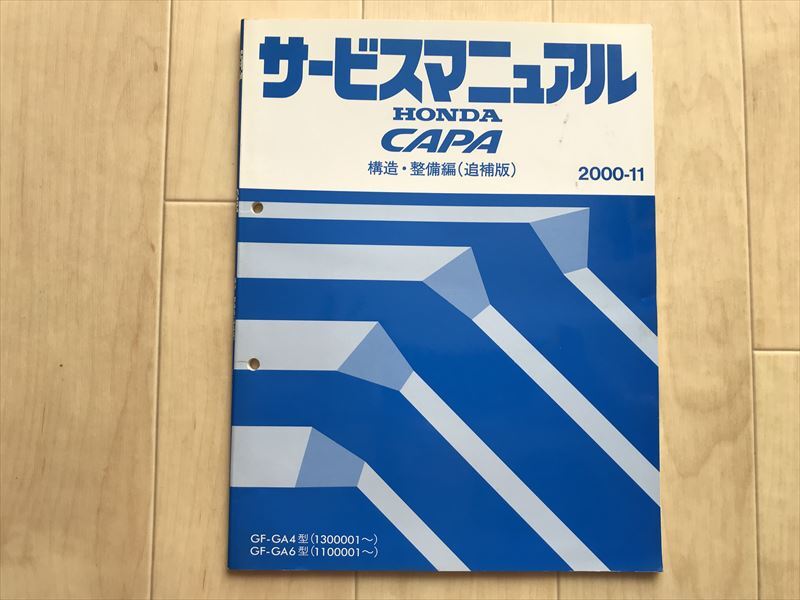 サービスマニュアル
HONDA
CAPA
構造・整備編(追補版)
2000-11
GF-GA4型(1300001〜)
GF-GA6型(1100001〜)